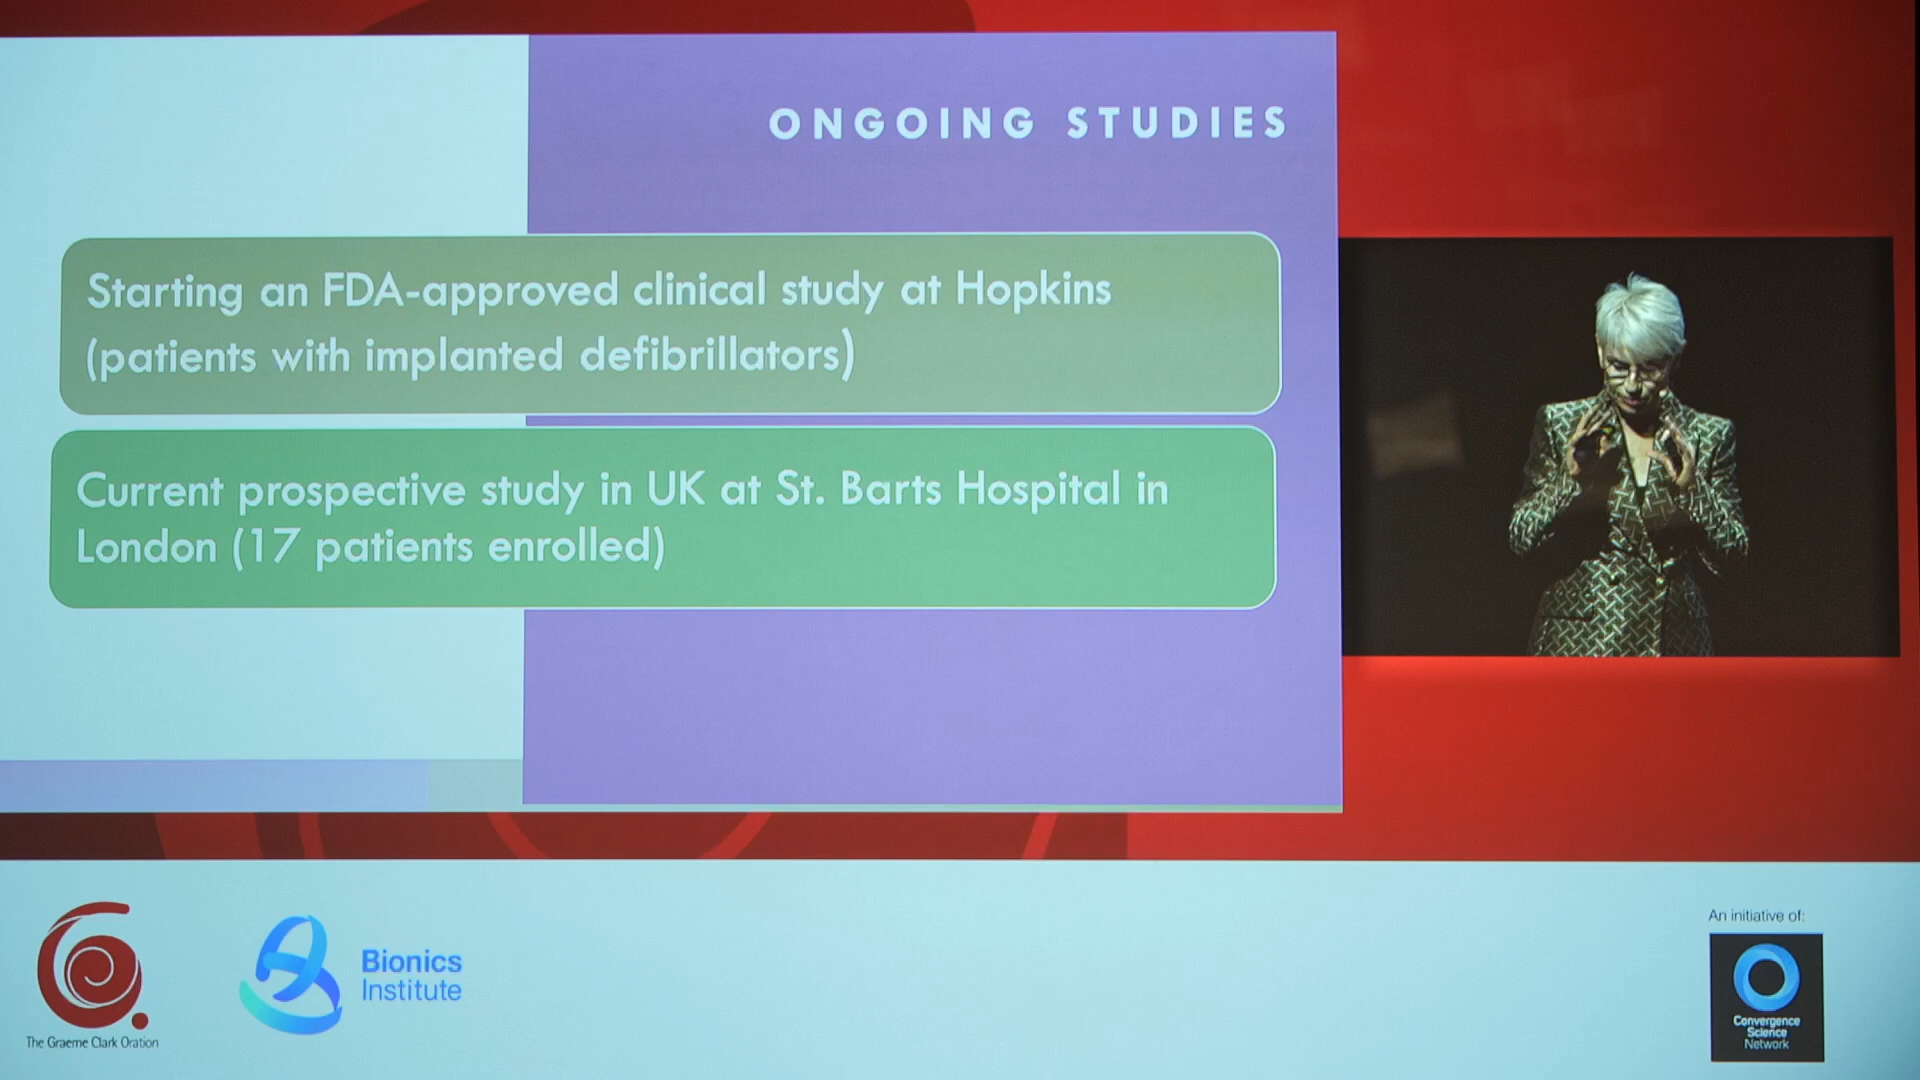 ONGOING STUDIES
Starting an FDA-approved clinical study at Hopkins
(patients with implanted defibrillators)
Current prospective study in UK at St. Barts Hospital in
London (17 patients enrolled)
The Graeme Clark Oration
Bionics
Institute
An initiative of:
Convergence
Science
Network